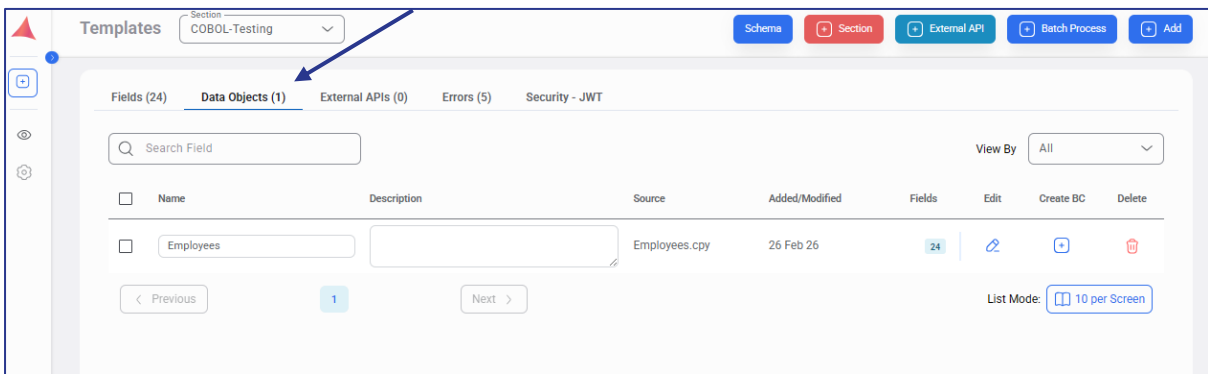 Templates
Section
COBOL-Testing
Schema
Section
External API
Batch Process
Add
Fields (24) Data Objects (1) External APIs (0) Errors (5) Security - JWT
Search Field
View By All
Name Description Source Added/Modified Fields Edit Create BC Delete
Employees Employees.cpy 26 Feb 26 24
Previous 1 Next List Mode: 10 per Screen